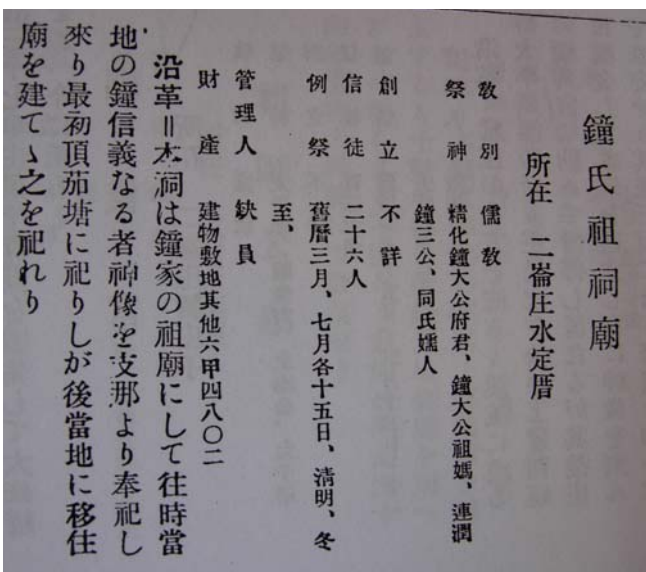 鐘氏祖祠廟
所在　二崙庄水定厝
教別　儒教
祭神　精化鐘大公府君、鐘大公祖媽、連潤
鐘三公、同氏孺人
創立　不詳
信徒　二十六人
例祭　舊曆三月、七月各十五日、清明、冬
至、
管理人　缺員
財產　建物敷地其他六甲四八〇二
沿革＝本祠は鐘家の祖廟にして往時當
地の鐘信義なる者神像を支那より奉祀し
來り最初頂茄塘に祀りしが後當地に移住
廟を建てゝ之を祀れり